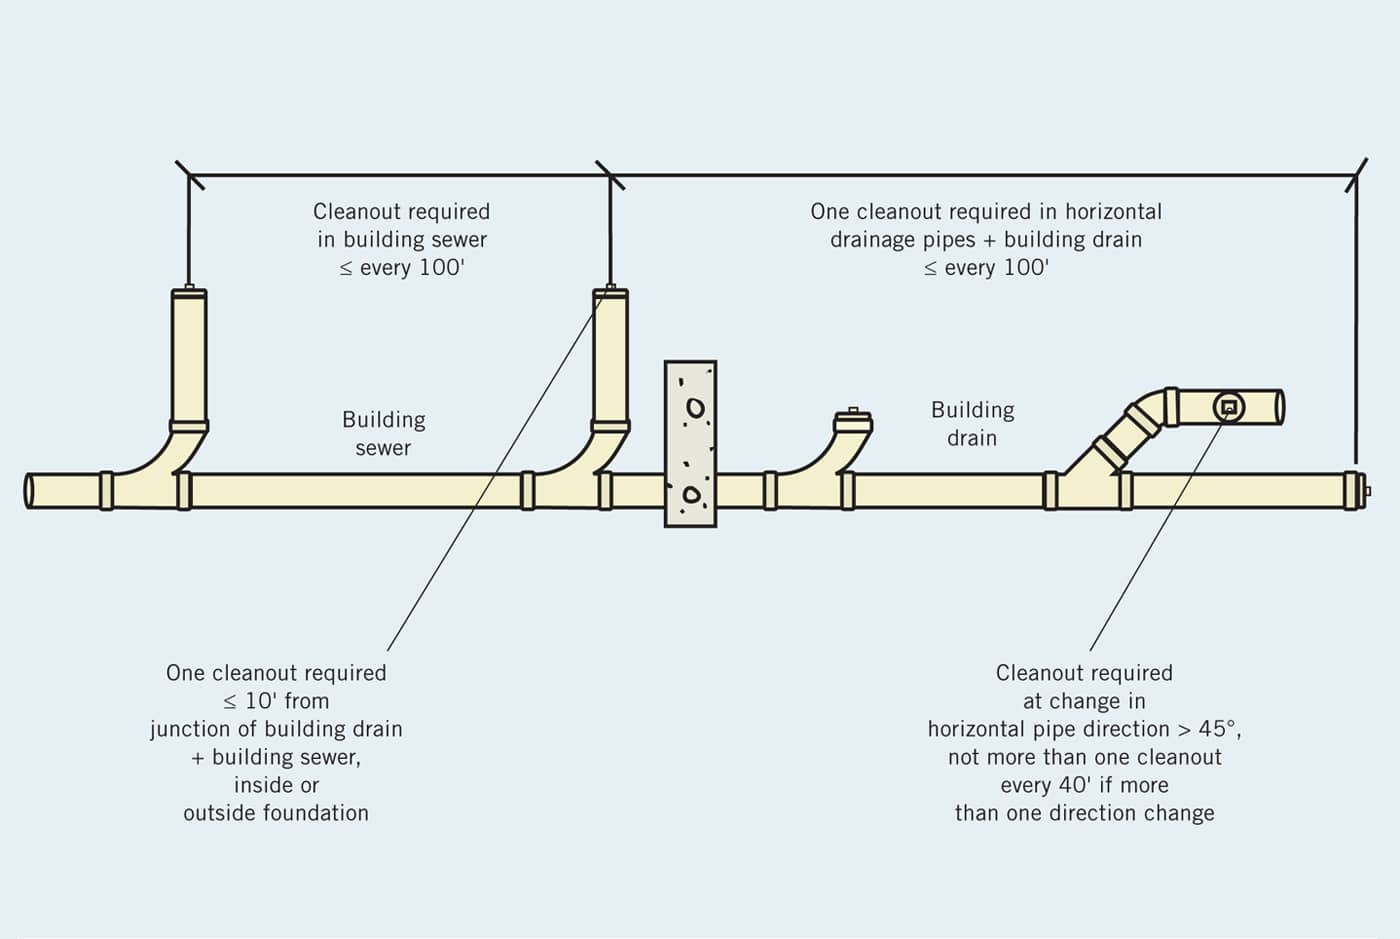 Cleanout required
in building sewer
≤ every 100'
One cleanout required in horizontal
drainage pipes + building drain
≤ every 100'
Building
sewer
Building
drain
One cleanout required
≤ 10' from
junction of building drain
+ building sewer,
inside or
outside foundation
Cleanout required
at change in
horizontal pipe direction > 45°,
not more than one cleanout
every 40' if more
than one direction change